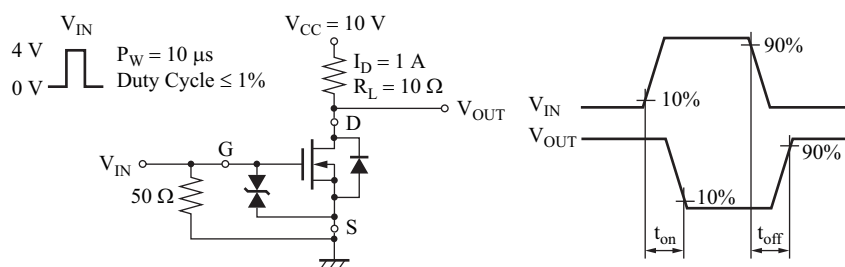 V_IN
4 V
0 V
P_W = 10 μs
Duty Cycle ≤ 1%
V_CC = 10 V
I_D = 1 A
R_L = 10 Ω
V_OUT
D
G
V_IN
50 Ω
S
V_IN
V_OUT
10%
90%
10%
90%
t_on
t_off